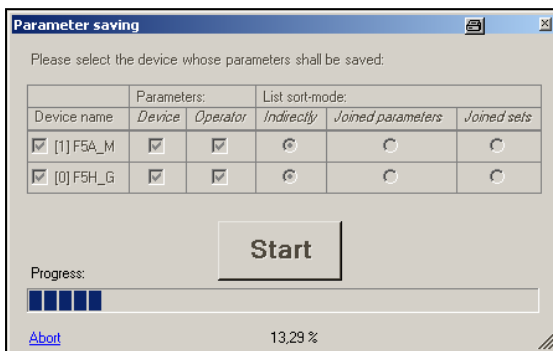 Parameter saving
Please select the device whose parameters shall be saved:
Parameters: List sort-mode:
Device name Device Operator Indirectly Joined parameters Joined sets
[1] F5A_M
[0] F5H_G
Start
Progress:
Abort 13,29 %